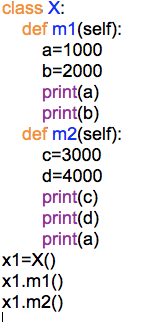 class X:
    def m1(self):
        a=1000
        b=2000
        print(a)
        print(b)
    def m2(self):
        c=3000
        d=4000
        print(c)
        print(d)
        print(a)
x1=X()
x1.m1()
x1.m2()